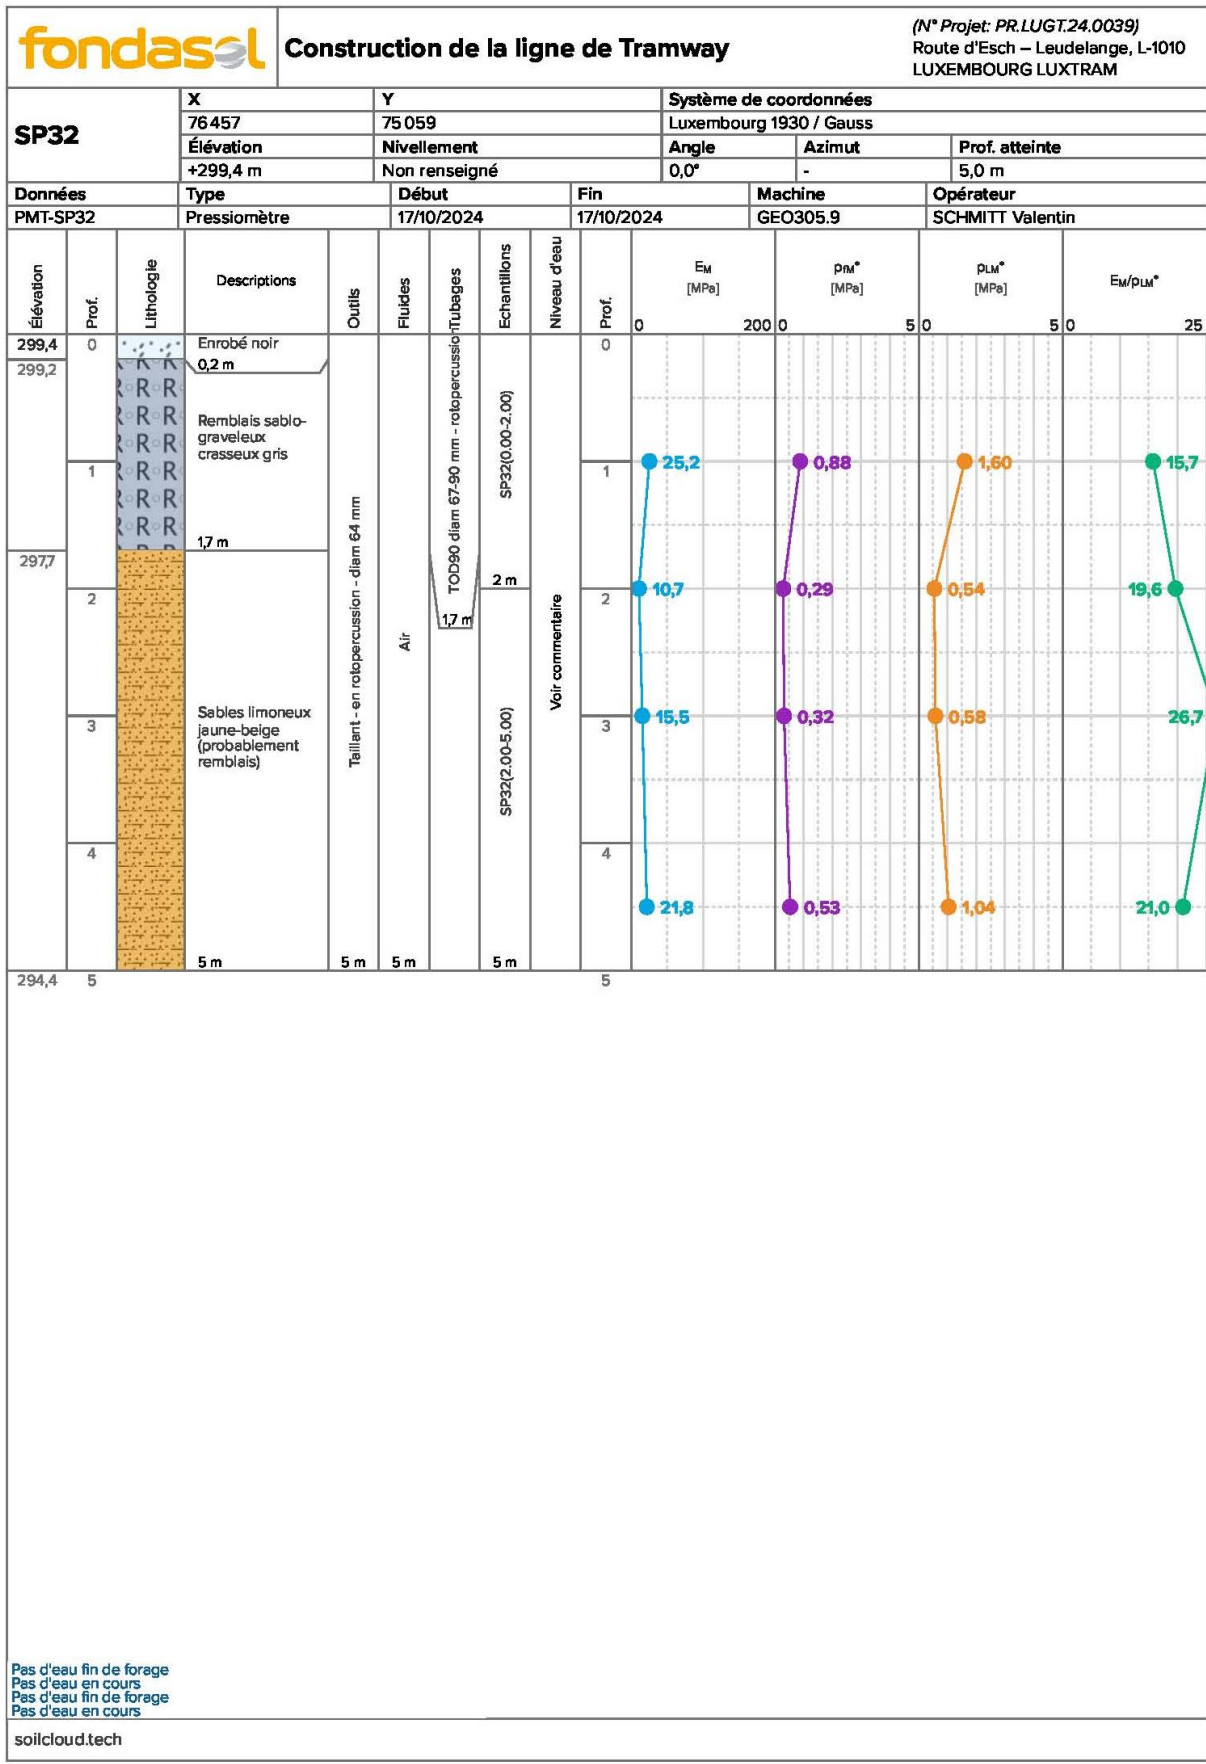 fondasol
Construction de la ligne de Tramway
(N° Projet: PR.LUGT.24.0039)
Route d'Esch – Leudelange, L-1010
LUXEMBOURG LUXTRAM
SP32
X
Y
Système de coordonnées
76 457
75 059
Luxembourg 1930 / Gauss
Élévation
Nivellement
Angle
Azimut
Prof. atteinte
+299,4 m
Non renseigné
0,0°
-
5,0 m
Données
Type
Début
Fin
Machine
Opérateur
PMT-SP32
Pressiomètre
17/10/2024
17/10/2024
GEO305.9
SCHMITT Valentin
Élévation
Prof.
Lithologie
Descriptions
Outils
Fluides
Tubages
Echantillons
Niveau d'eau
Prof.
EM
[MPa]
0
200
pfM*
[MPa]
0
5
pLM*
[MPa]
0
5
EM/pLM*
0
25
299,4
0
Enrobé noir
0
299,2
0,2 m
R R R
R R R
R R R
R R R
R R R
R R R
R R R
Remblais sablo-
graveleux
crasseux gris
1
1
1,7 m
297,7
2
2
Sables limoneux
jaune-beige
(probablement
remblais)
3
3
4
4
5 m
5 m
5 m
5 m
294,4
5
5
Taillant - en rotopercussion - diam 64 mm
Air
TOD90 diam 67-90 mm - rotopercussion
1,7 m
SP32(0.00-2.00)
2 m
SP32(2.00-5.00)
Voir commentaire
25,2
0,88
1,60
15,7
10,7
0,29
0,54
19,6
15,5
0,32
0,58
26,7
21,8
0,53
1,04
21,0
Pas d'eau fin de forage
Pas d'eau en cours
Pas d'eau fin de forage
Pas d'eau en cours
soilcloud.tech